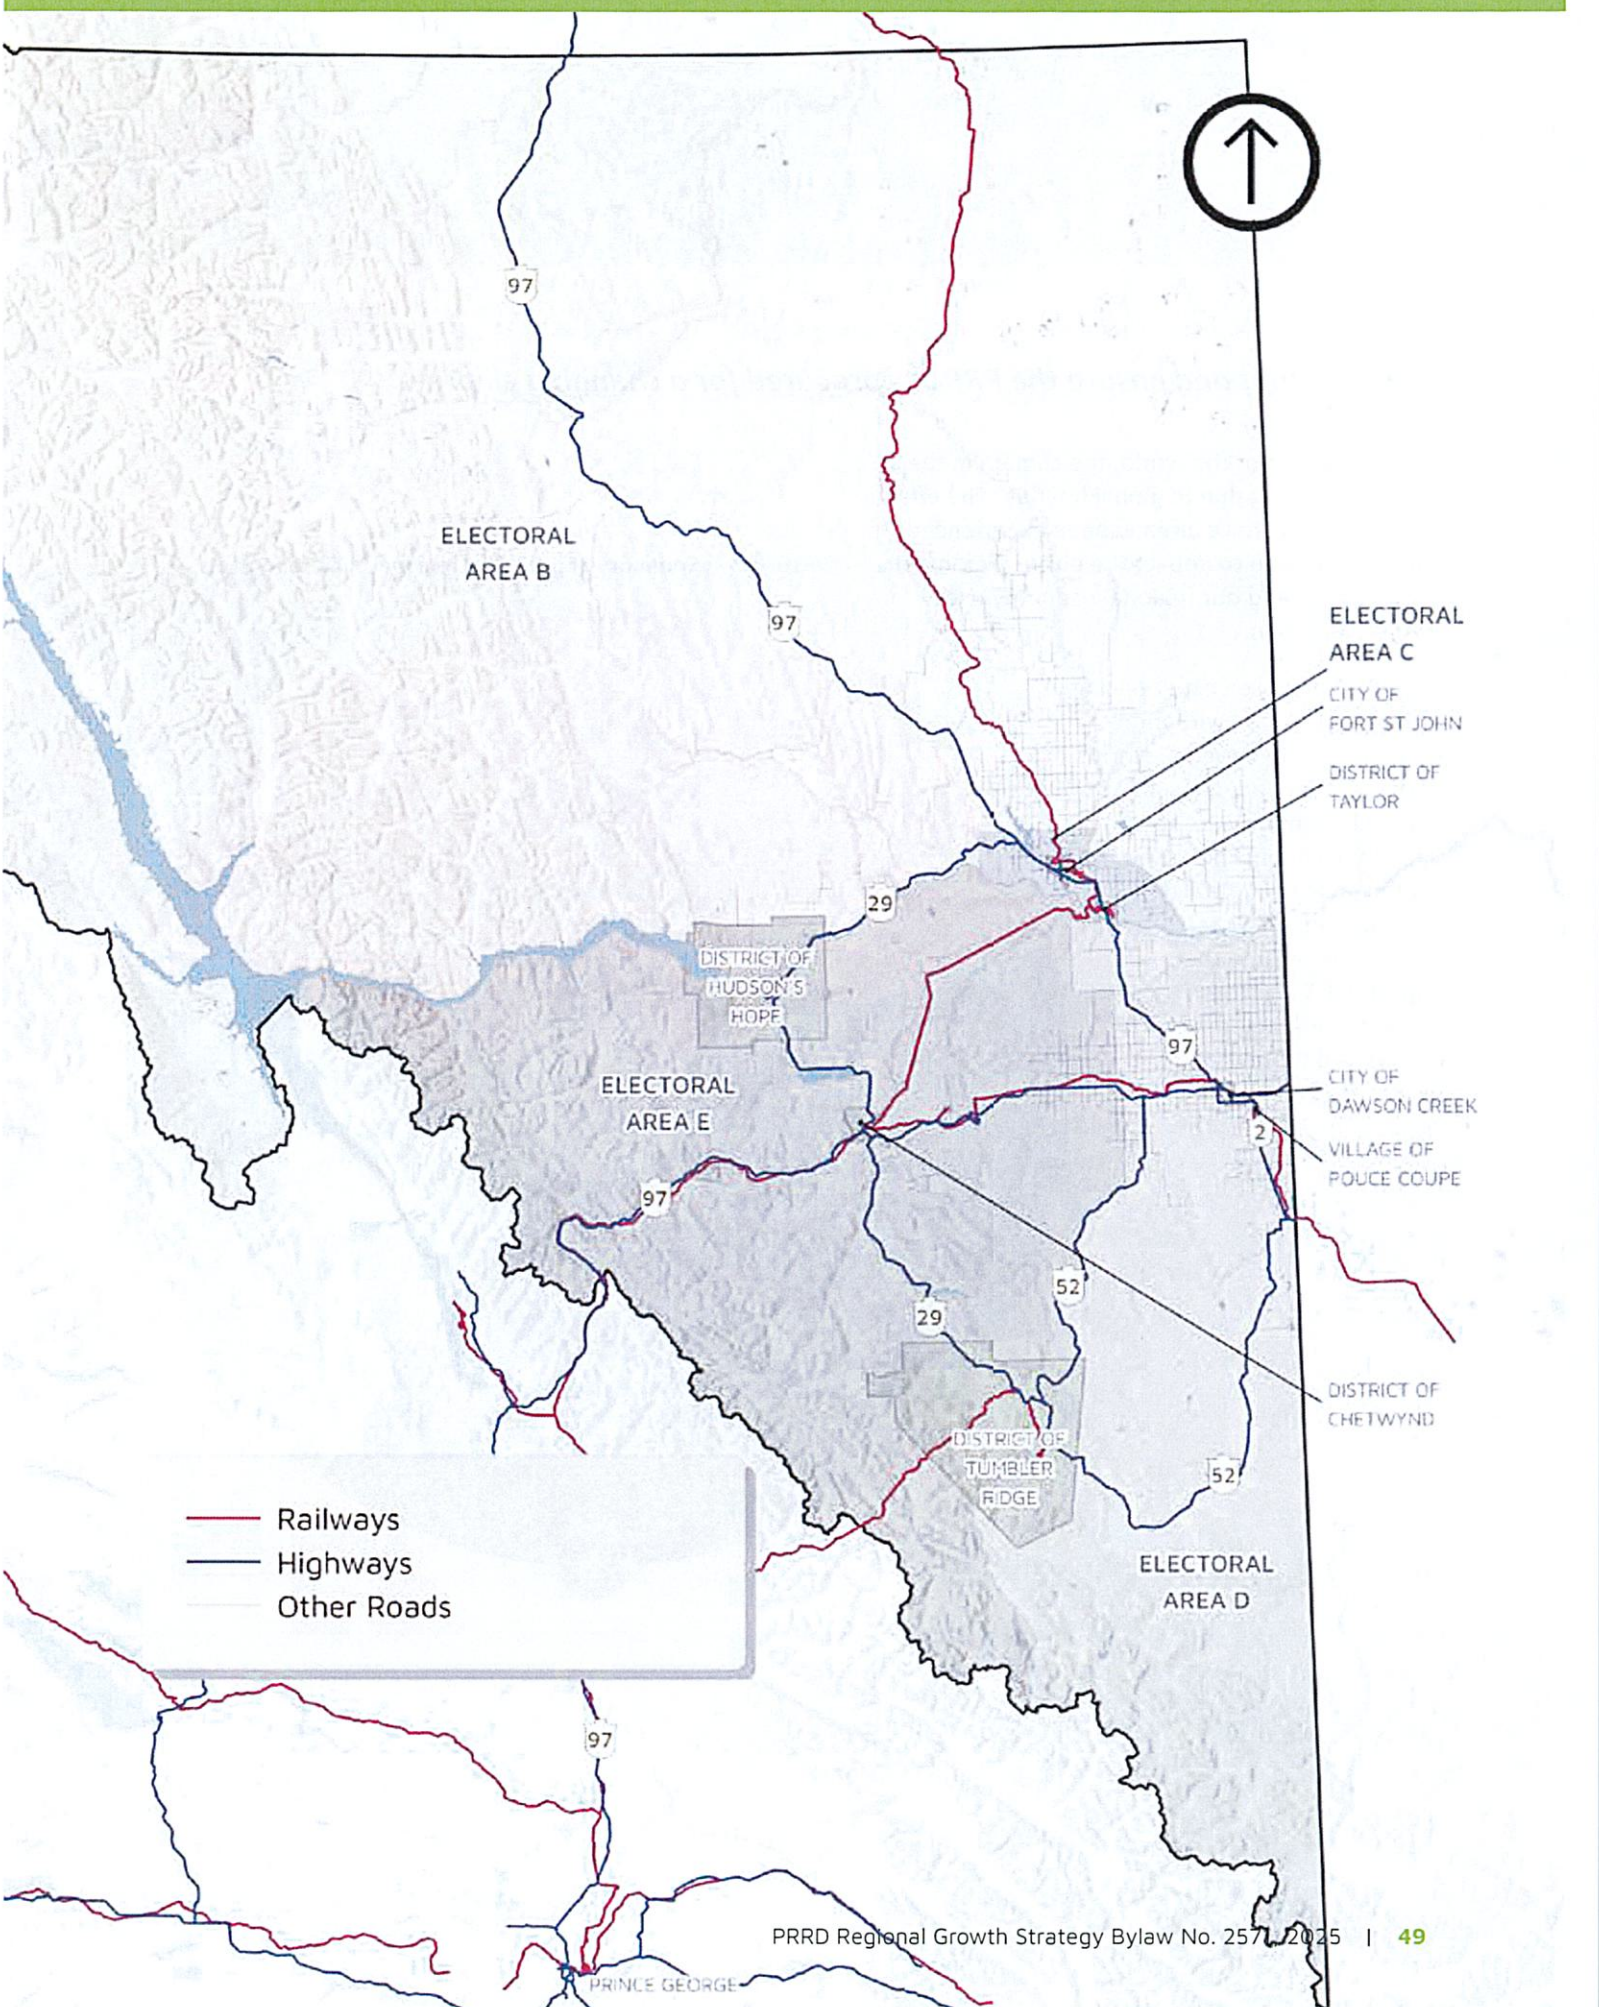 97
ELECTORAL
AREA B
97
ELECTORAL
AREA C
CITY OF
FORT ST JOHN
DISTRICT OF
TAYLOR
29
DISTRICT OF
HUDSON'S
HOPE
97
ELECTORAL
AREA E
CITY OF
DAWSON CREEK
2
VILLAGE OF
POUCE COUPE
97
52
29
DISTRICT OF
CHETWYND
DISTRICT OF
TUMBLER
RIDGE
52
Railways
Highways
Other Roads
ELECTORAL
AREA D
97
PRRD Regional Growth Strategy Bylaw No. 2025 | 49
PRINCE GEORGE